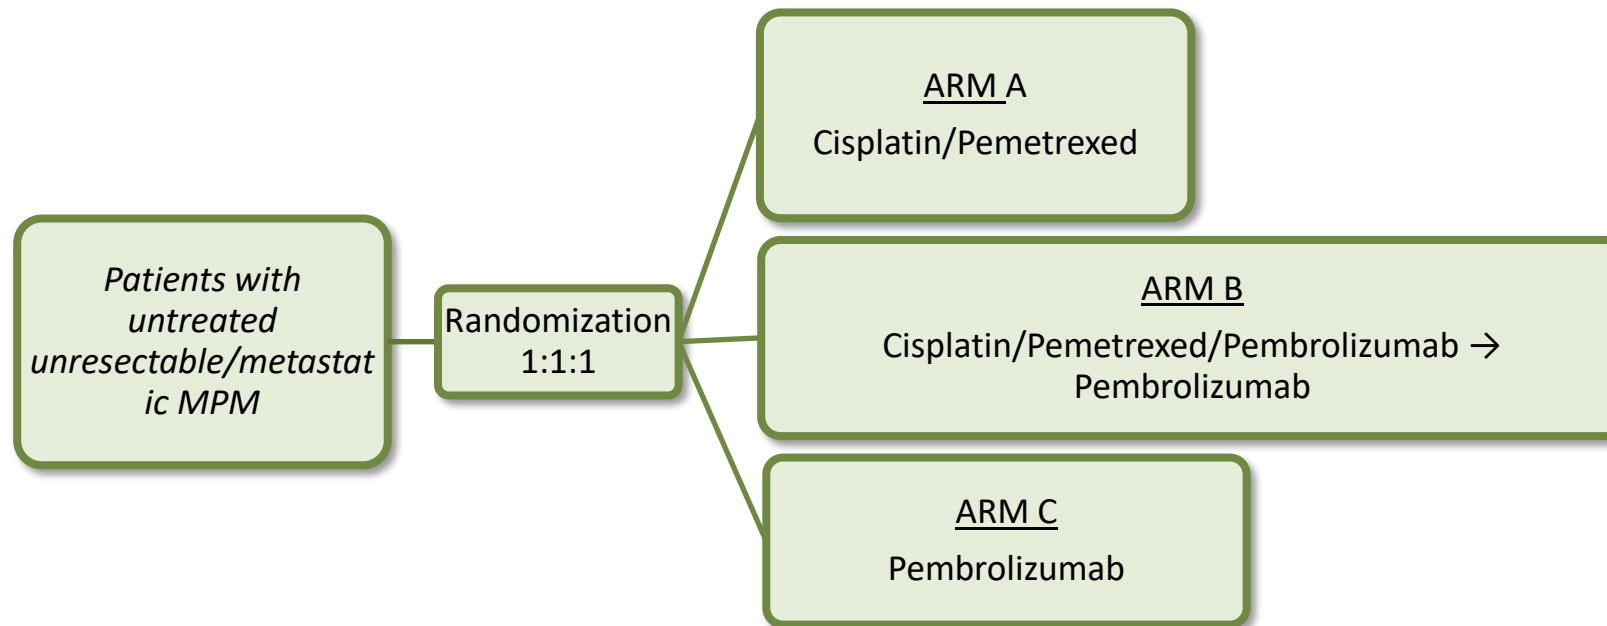 Patients with
untreated
unresectable/metastat
ic MPM
Randomization
1:1:1
ARM A
Cisplatin/Pemetrexed
ARM B
Cisplatin/Pemetrexed/Pembrolizumab →
Pembrolizumab
ARM C
Pembrolizumab